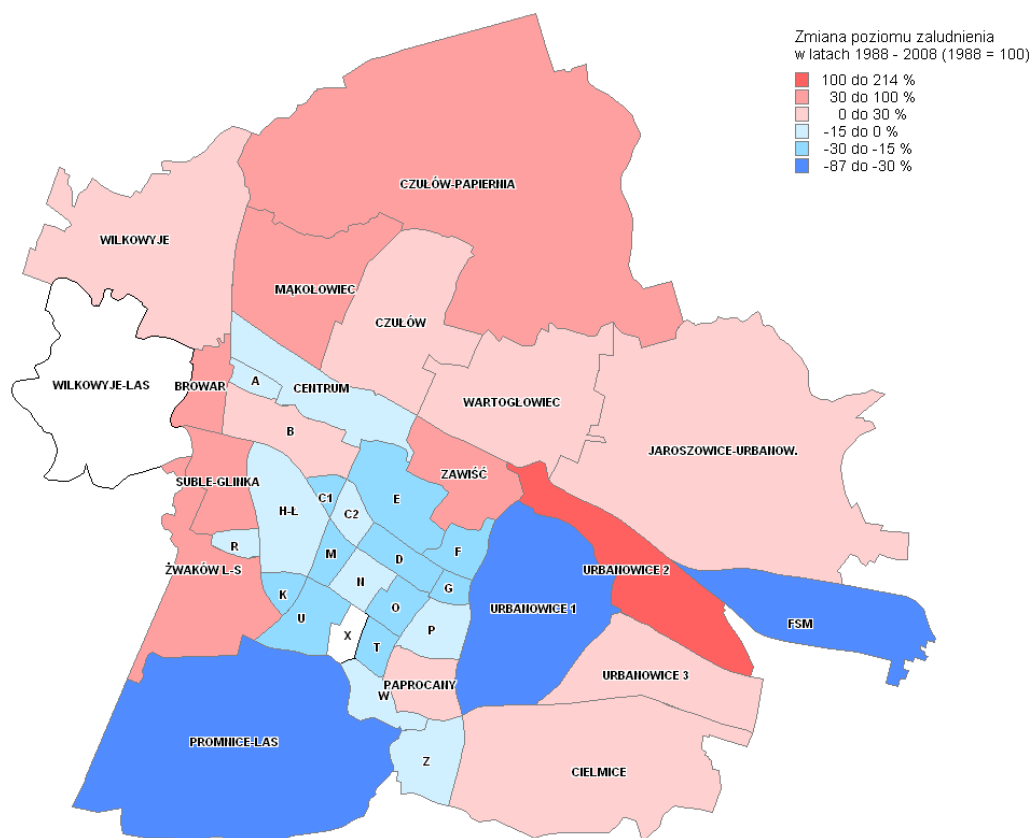 Zmiana poziomu zaludnienia
w latach 1988 - 2008 (1988 = 100)
100 do 214 %
30 do 100 %
0 do 30 %
-15 do 0 %
-30 do -15 %
-87 do -30 %
CZUŁÓW-PAPIERNIA
WILKOWYJE
MĄKOŁOWIEC
CZUŁÓW
WILKOWYJE-LAS
BROWAR
A
CENTRUM
WARTOGŁOWIEC
B
JAROSZOWICE-URBANOW.
ZAWIŚĆ
SUBLE-GLINKA
C1
E
H-Ł
C2
R
M
D
F
ŻWAKÓW L-S
URBANOWICE 2
N
G
K
O
URBANOWICE 1
U
P
FSM
X
T
URBANOWICE 3
PAPROCANY
W
PROMNICE-LAS
Z
CIELMICE